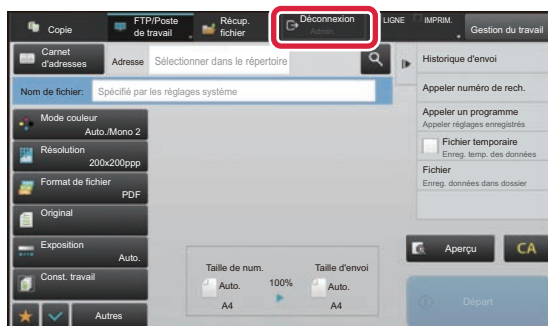 Copie
FTP/Poste
de travail
Récup.
fichier
Déconnexion
Admin.
LIGNE
IMPRIM.
Gestion du travail
Carnet
d'adresses
Adresse
Sélectionner dans le répertoire
Nom de fichier:
Spécifié par les réglages système
Mode couleur
Auto./Mono 2
Résolution
200x200ppp
Format de fichier
PDF
Original
Exposition
Auto.
Const. travail
Autres
Taille de num.
Auto.
A4
100%
Taille d'envoi
Auto.
A4
Historique d'envoi
Appeler numéro de rech.
Appeler un programme
Appeler réglages enregistrés
Fichier temporaire
Enreg. temp. des données
Fichier
Enreg. données dans dossier
Aperçu
CA
Départ